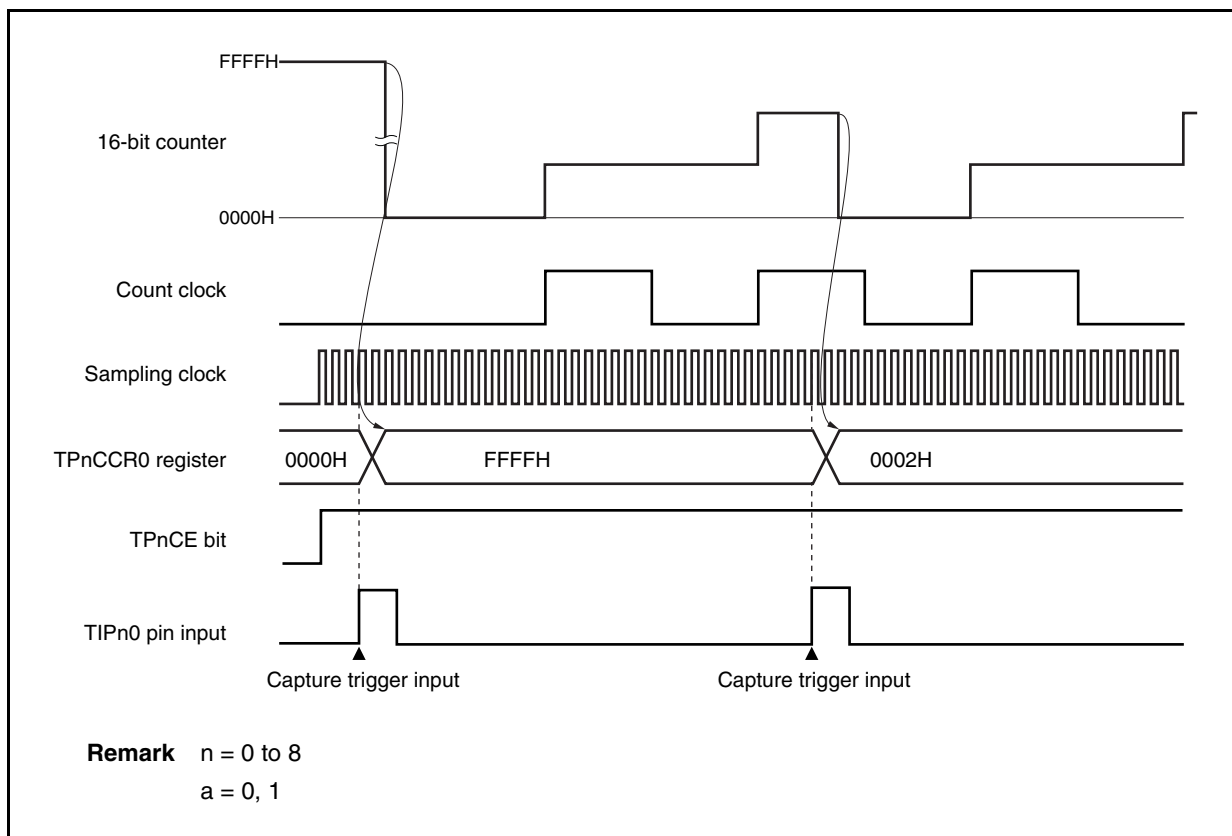 FFFFH
16-bit counter
0000H
Count clock
Sampling clock
TPnCCR0 register
0000H
FFFFH
0002H
TPnCE bit
TIPn0 pin input
Capture trigger input
Capture trigger input
Remark n = 0 to 8
a = 0, 1